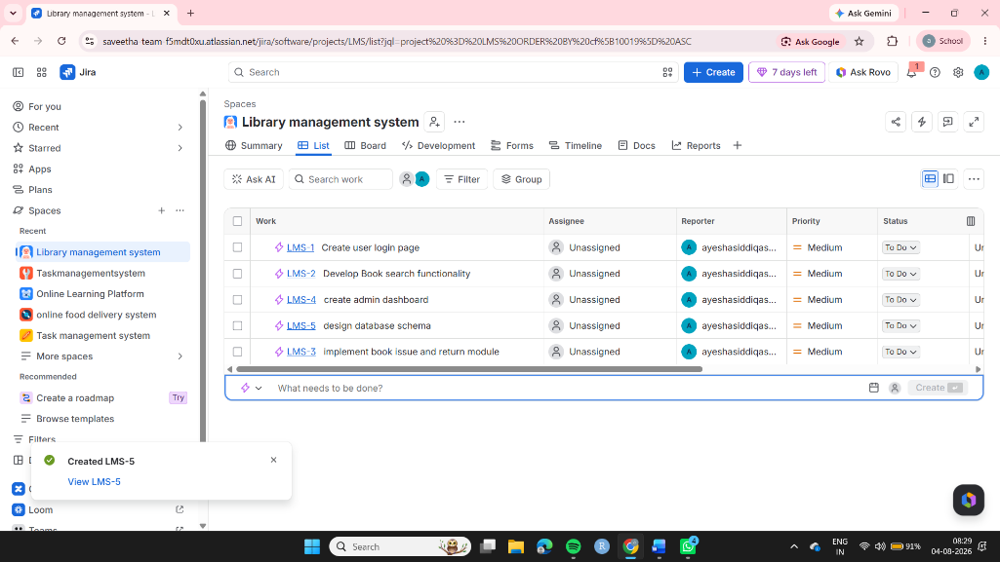 Library management system - L
Ask Gemini
saveetha-team-f5mdt0xu.atlassian.net/jira/software/projects/LMS/list?jql=project%20%3D%20LMS%20ORDER%20BY%20cf%5B10019%5D%20ASC
Ask Google
a
School
Jira
Search
Create
7 days left
Ask Rovo
1
A
For you
Recent
Starred
Apps
Plans
Spaces
Recent
Library management system
Taskmanagementsystem
Online Learning Platform
online food delivery system
Task management system
More spaces
Recommended
Create a roadmap
Try
Browse templates
Filters
Loom
Spaces
Library management system
Summary
List
Board
Development
Forms
Timeline
Docs
Reports
Ask AI
Search work
A
Filter
Group
Work
Assignee
Reporter
Priority
Status
LMS-1 Create user login page Unassigned A ayeshasiddiqas... Medium To Do Un
LMS-2 Develop Book search functionality Unassigned A ayeshasiddiqas... Medium To Do Un
LMS-4 create admin dashboard Unassigned A ayeshasiddiqas... Medium To Do Un
LMS-5 design database schema Unassigned A ayeshasiddiqas... Medium To Do Un
LMS-3 implement book issue and return module Unassigned A ayeshasiddiqas... Medium To Do Un
What needs to be done?
Create
Created LMS-5
View LMS-5
Search
R
4
ENG
IN
91%
08:29
04-08-2026